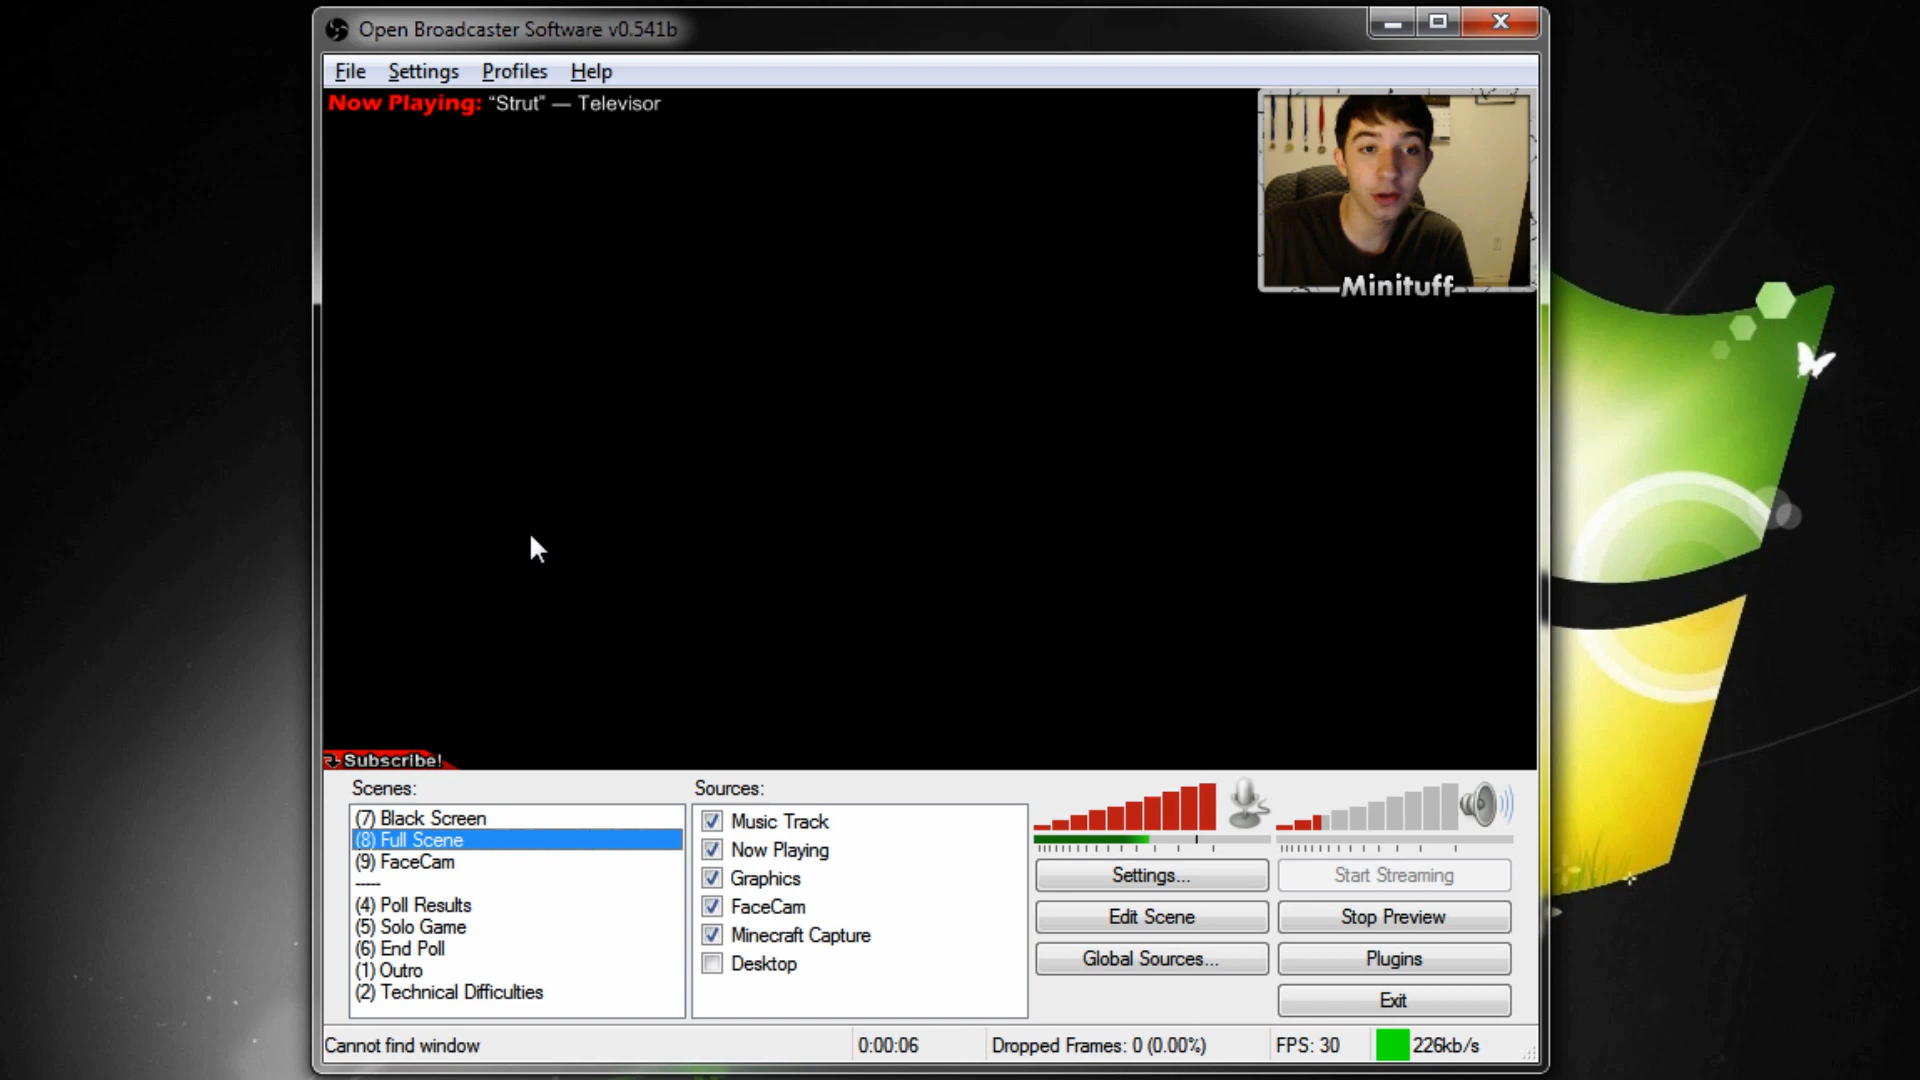 Open Broadcaster Software v0.541b
File Settings Profiles Help
Now Playing: “Strut” — Televisor
Minituff
Subscribe!
Scenes:
(7) Black Screen
(8) Full Scene
(9) FaceCam
-----
(4) Poll Results
(5) Solo Game
(6) End Poll
(1) Outro
(2) Technical Difficulties
Sources:
Music Track
Now Playing
Graphics
FaceCam
Minecraft Capture
Desktop
Settings... Start Streaming
Edit Scene Stop Preview
Global Sources... Plugins
Exit
Cannot find window 0:00:06 Dropped Frames: 0 (0.00%) FPS: 30 226kb/s